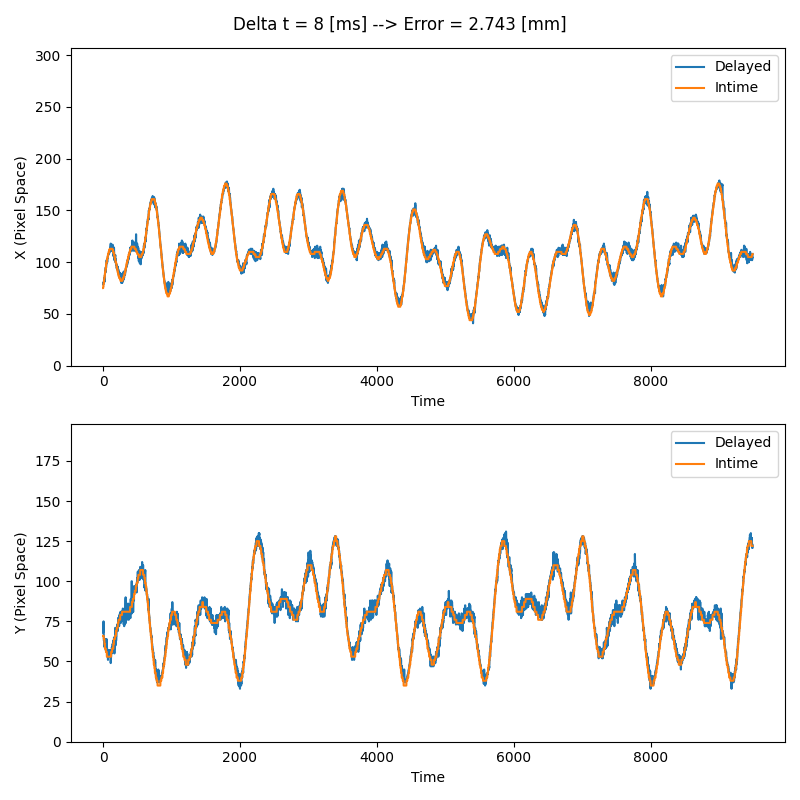 Delta t = 8 [ms] --> Error = 2.743 [mm]
300
250
200
150
100
50
0
X (Pixel Space)
Delayed
Intime
0 2000 4000 6000 8000
Time
175
150
125
100
75
50
25
0
Y (Pixel Space)
Delayed
Intime
0 2000 4000 6000 8000
Time